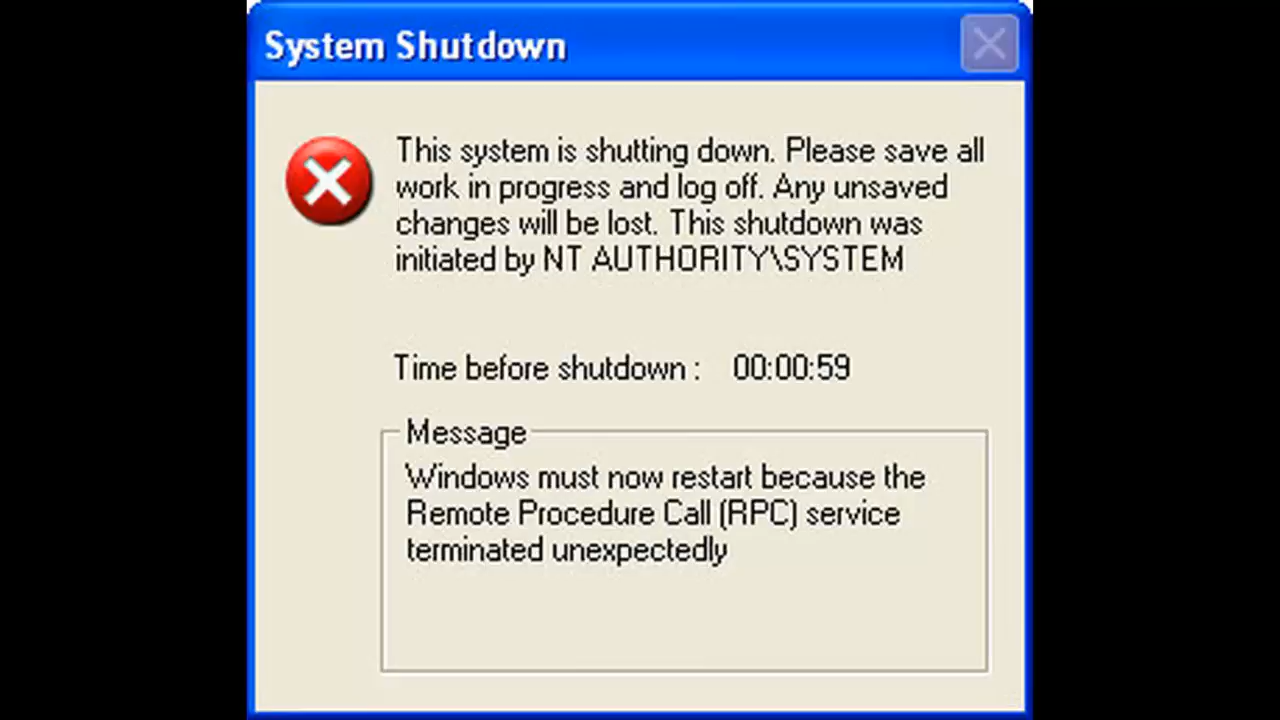 System Shutdown
This system is shutting down. Please save all
work in progress and log off. Any unsaved
changes will be lost. This shutdown was
initiated by NT AUTHORITY\SYSTEM
Time before shutdown : 00:00:59
Message
Windows must now restart because the
Remote Procedure Call (RPC) service
terminated unexpectedly